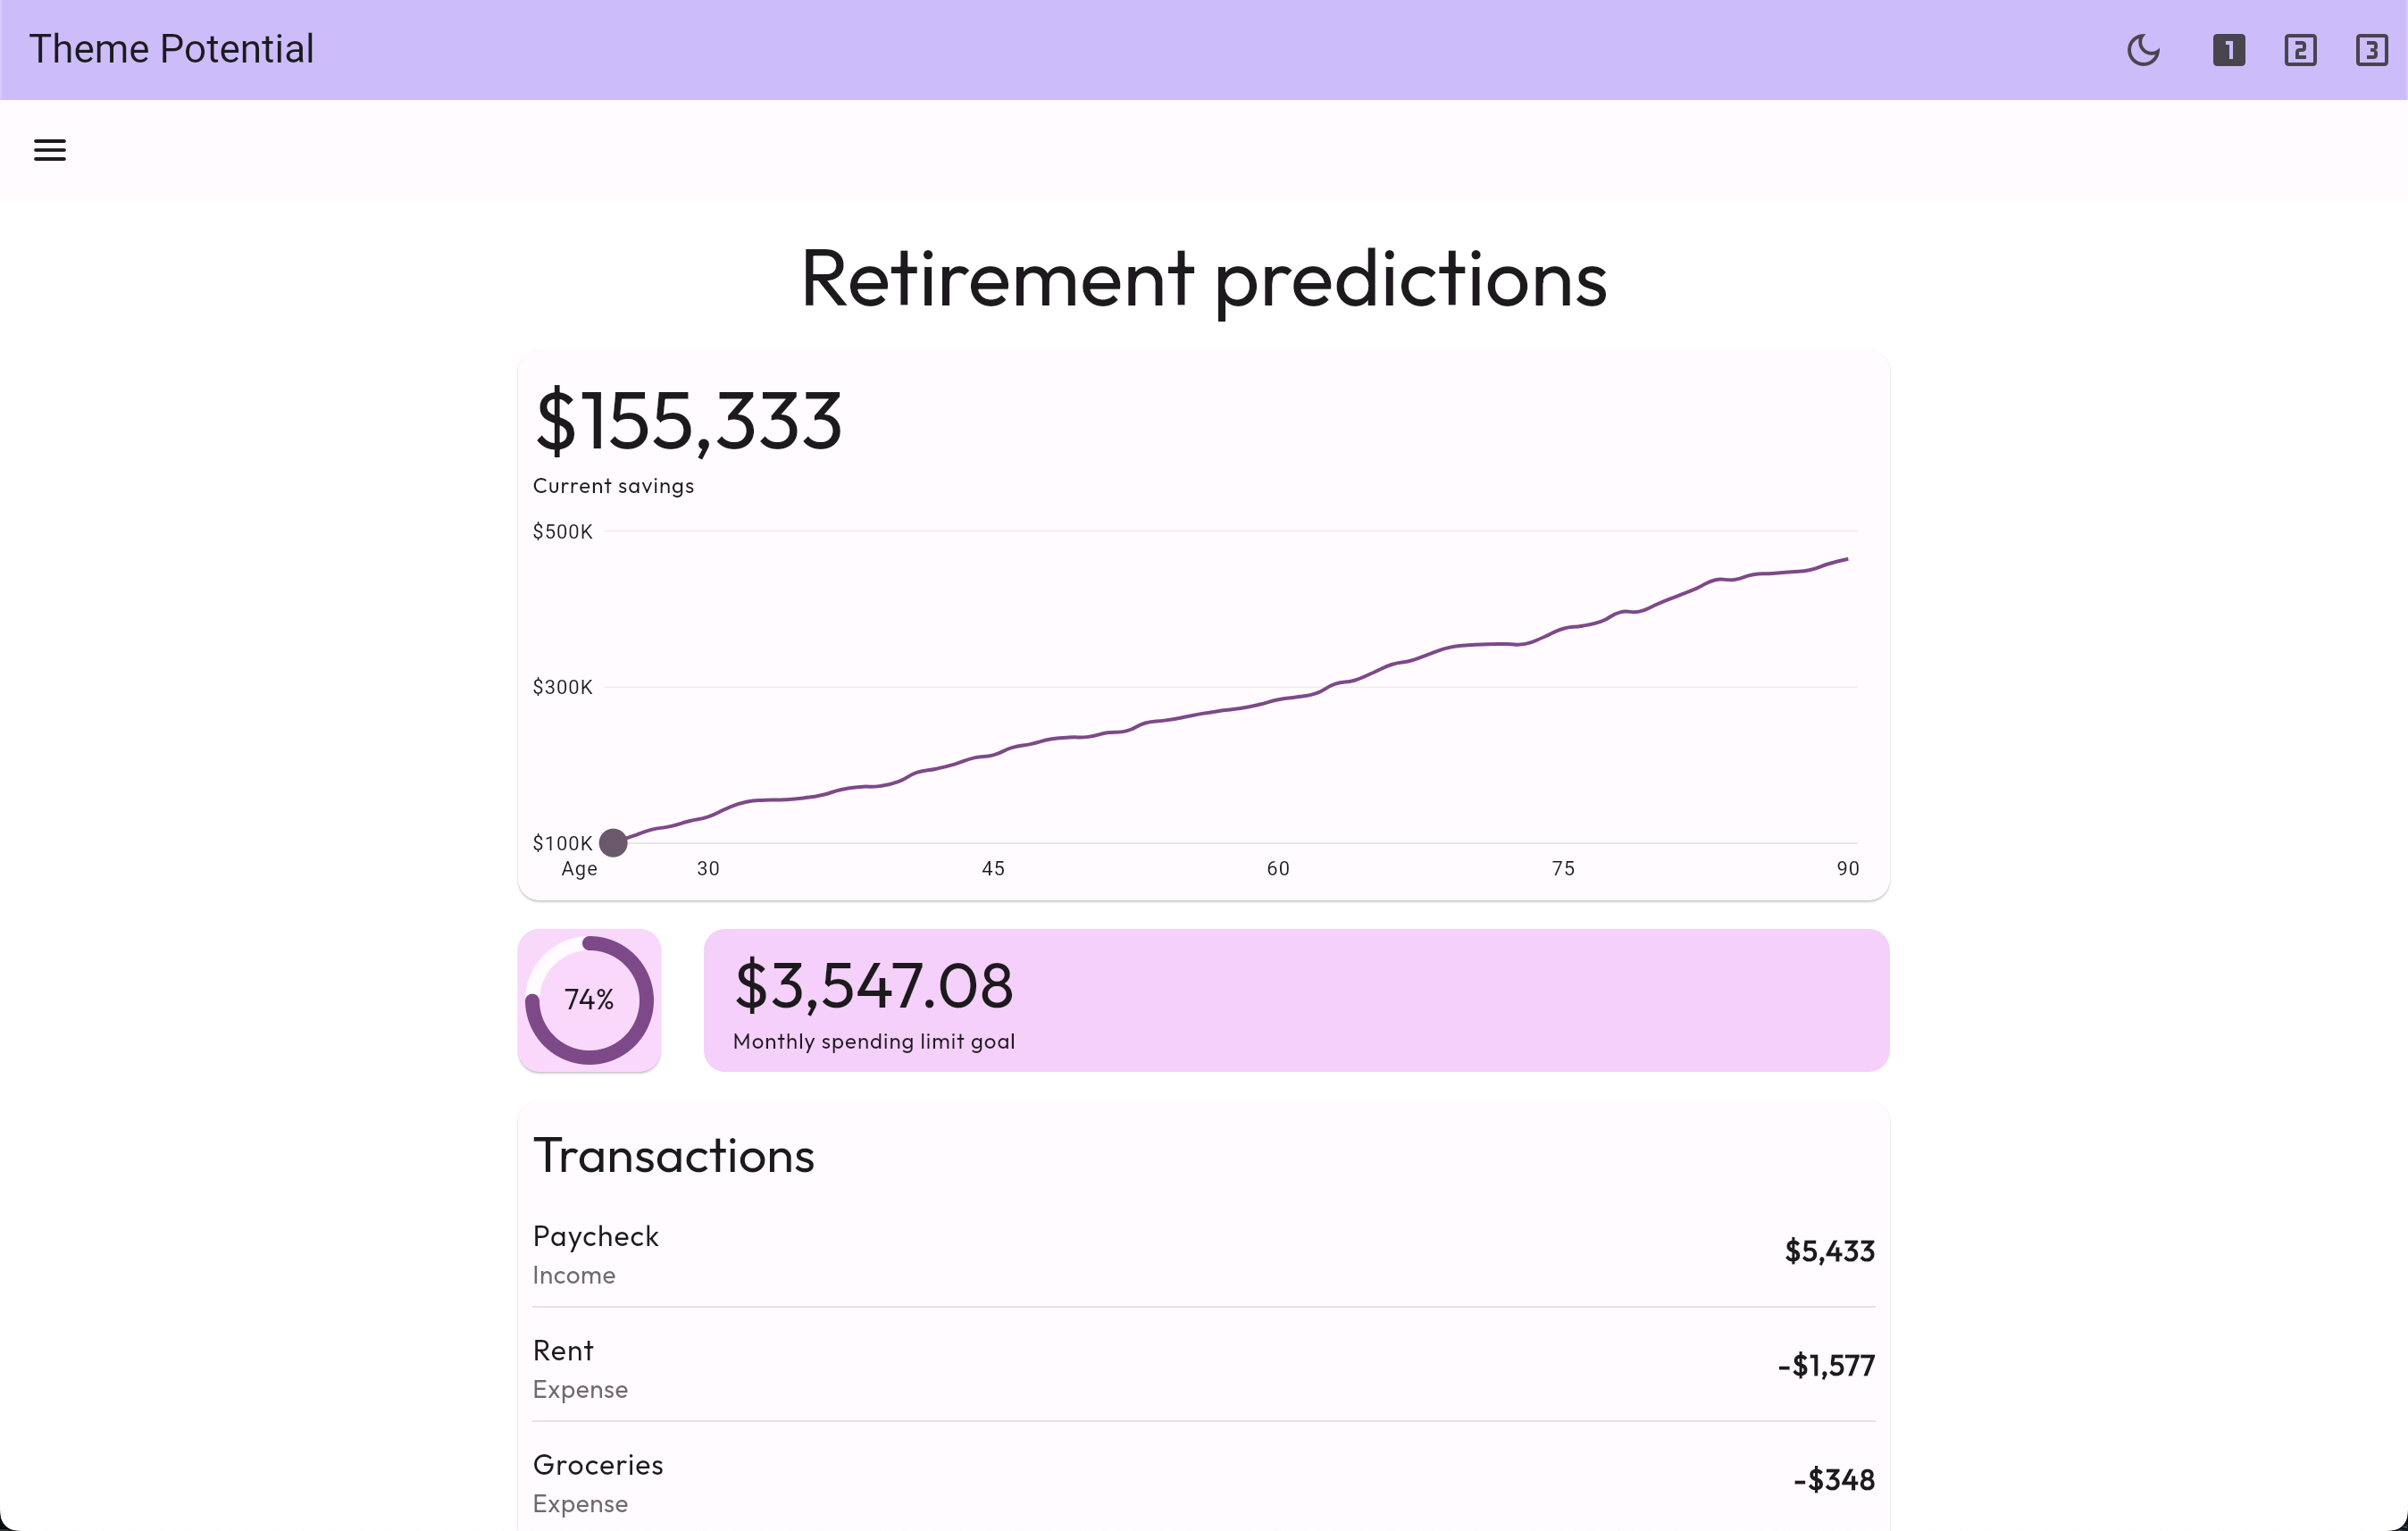 Theme Potential
1 2 3
Retirement predictions
$155,333
Current savings
$500K
$300K
$100K
Age 30 45 60 75 90
74%
$3,547.08
Monthly spending limit goal
Transactions
Paycheck
Income
$5,433
Rent
Expense
-$1,577
Groceries
Expense
-$348